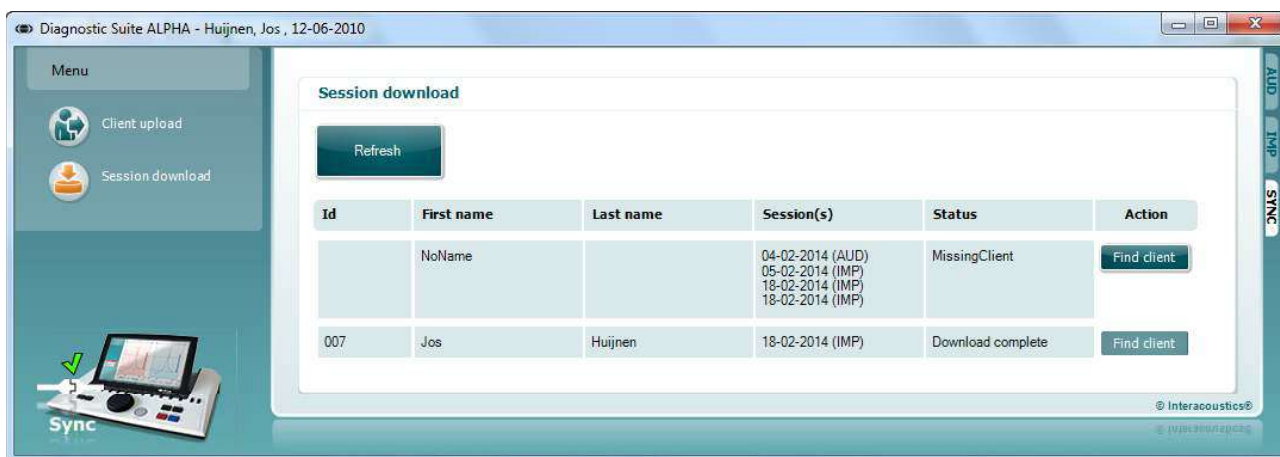 Diagnostic Suite ALPHA - Huijnen, Jos , 12-06-2010
Menu
Client upload
Session download
Sync
Session download
Refresh
Id First name Last name Session(s) Status Action
NoName 04-02-2014 (AUD) MissingClient Find client
05-02-2014 (IMP)
18-02-2014 (IMP)
18-02-2014 (IMP)
007 Jos Huijnen 18-02-2014 (IMP) Download complete Find client
© Interacoustics®
AUD
IMP
SYNC